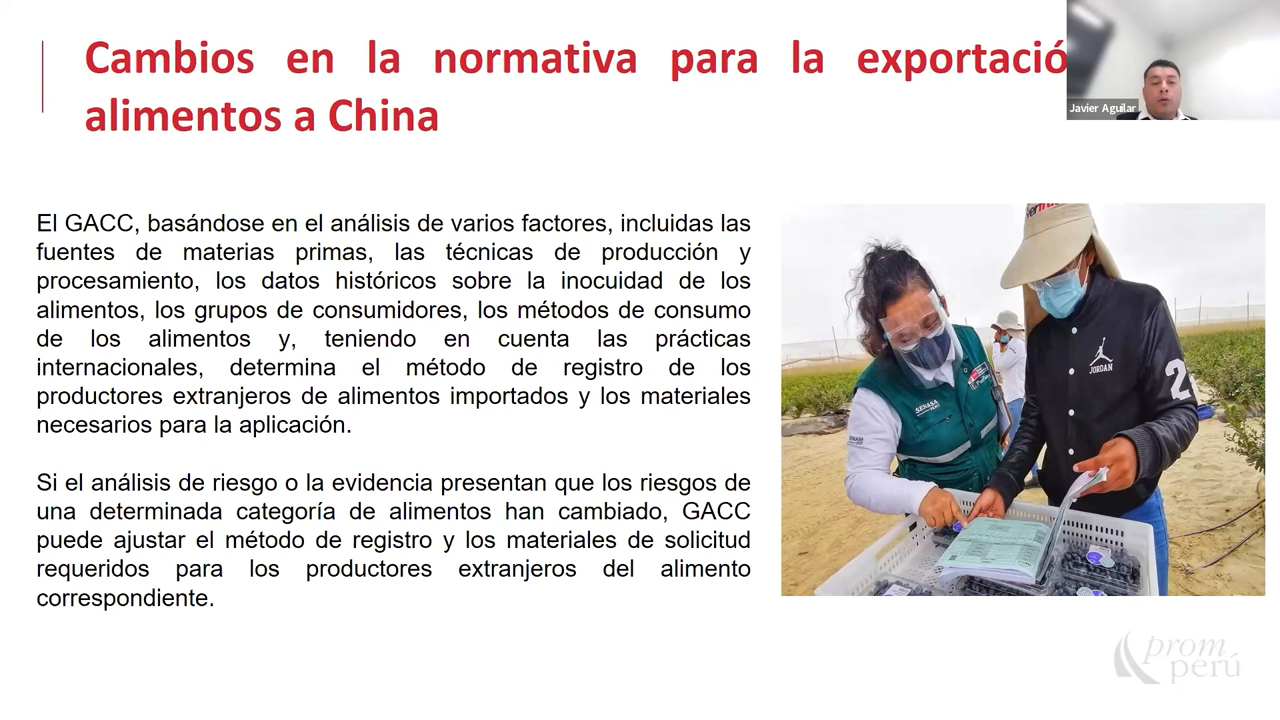 Cambios en la normativa para la exportació
alimentos a China
Javier Aguilar
El GACC, basándose en el análisis de varios factores, incluidas las
fuentes de materias primas, las técnicas de producción y
procesamiento, los datos históricos sobre la inocuidad de los
alimentos, los grupos de consumidores, los métodos de consumo
de los alimentos y, teniendo en cuenta las prácticas
internacionales, determina el método de registro de los
productores extranjeros de alimentos importados y los materiales
necesarios para la aplicación.
Si el análisis de riesgo o la evidencia presentan que los riesgos de
una determinada categoría de alimentos han cambiado, GACC
puede ajustar el método de registro y los materiales de solicitud
requeridos para los productores extranjeros del alimento
correspondiente.
SENASA
JORDAN
2
SENASA
prom
perú